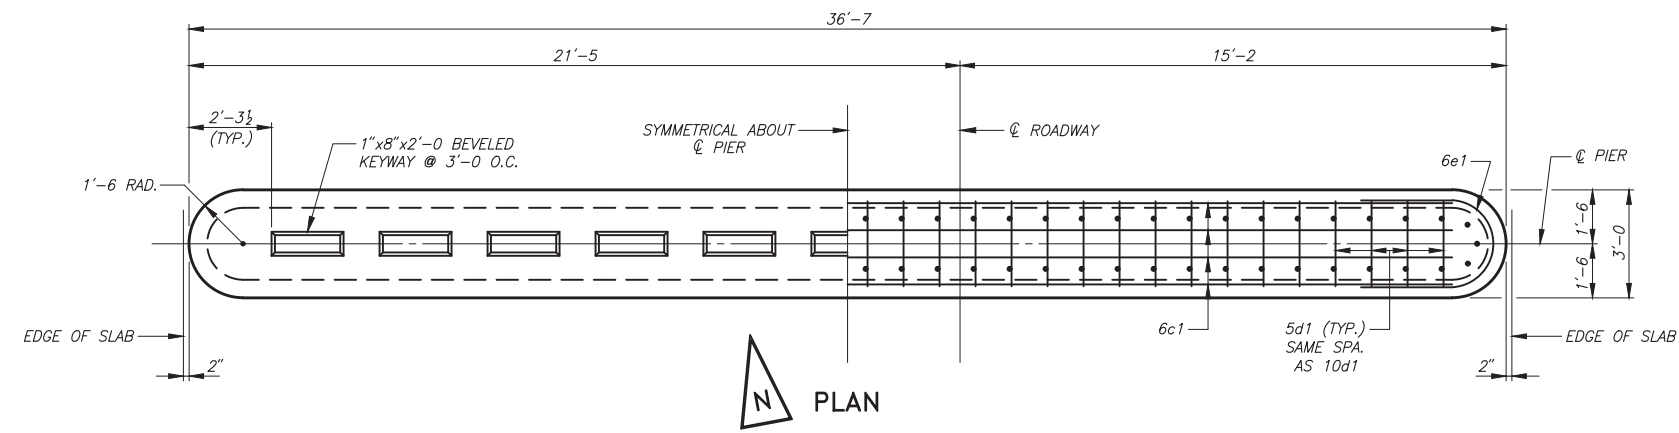 36'-7
21'-5
15'-2
2'-3½
(TYP.)
1"x8"x2'-0 BEVELED
KEYWAY @ 3'-0 O.C.
SYMMETRICAL ABOUT
℄ PIER
℄ ROADWAY
6e1
℄ PIER
1'-6 RAD.
1'-6
1'-6
3'-0
EDGE OF SLAB
2"
6c1
5d1 (TYP.)
SAME SPA.
AS 10d1
EDGE OF SLAB
2"
N
PLAN